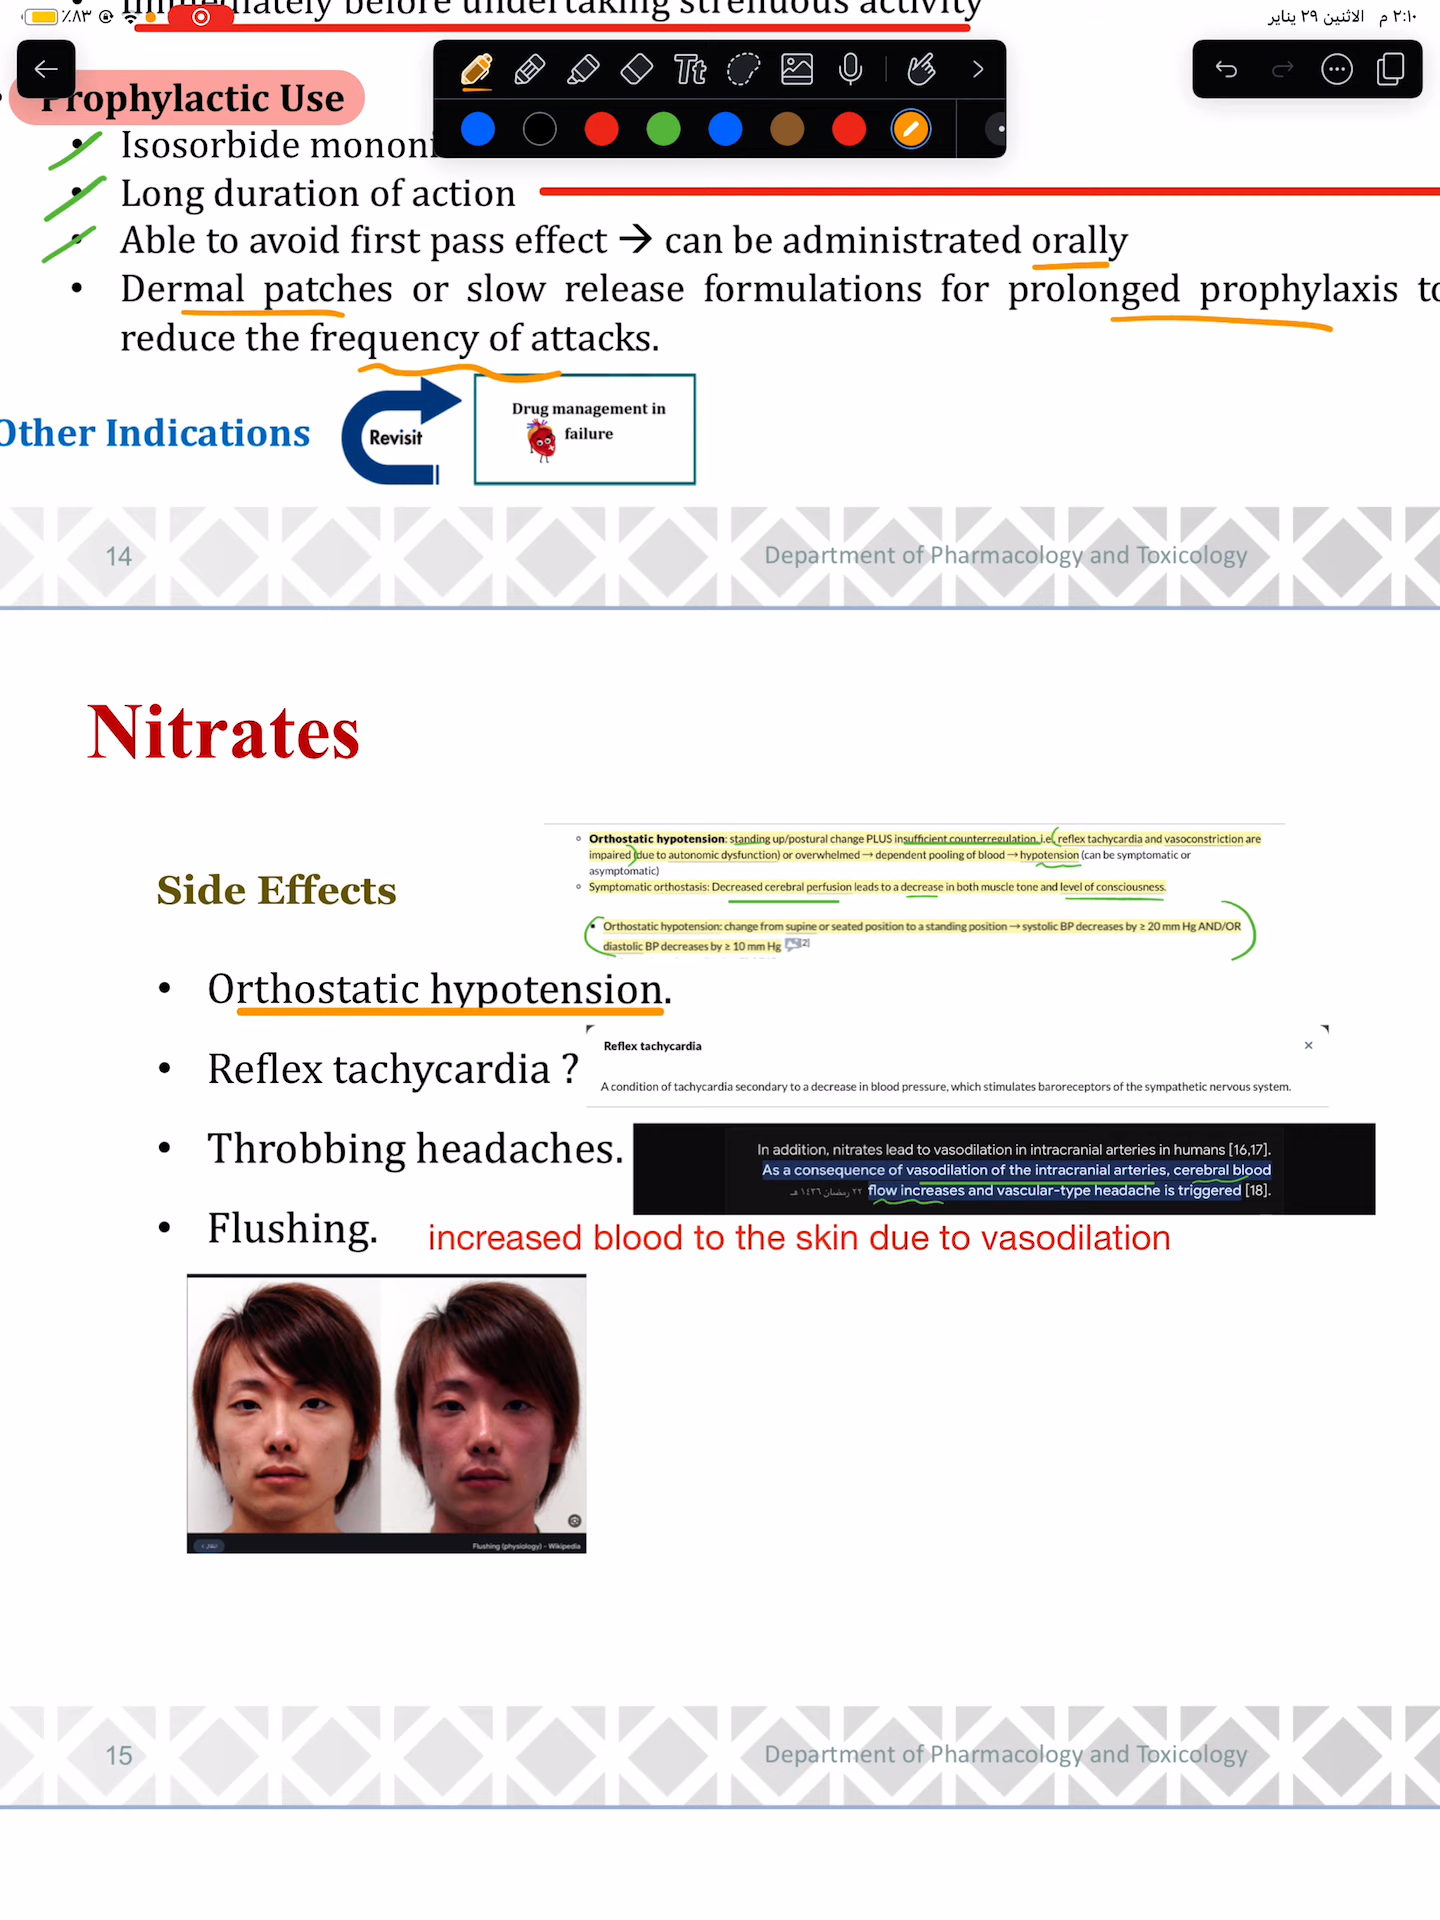 ٪٨٣
٢:١٠ م الاثنين ٢٩ يناير
immediately before undertaking strenuous activity
Tt
Prophylactic Use
• Isosorbide mononi
• Long duration of action
• Able to avoid first pass effect → can be administrated orally
• Dermal patches or slow release formulations for prolonged prophylaxis to
reduce the frequency of attacks.
Other Indications
Revisit
Drug management in
failure
14
Department of Pharmacology and Toxicology
Nitrates
Side Effects
Orthostatic hypotension: standing up/postural change PLUS insufficient counterregulation, i.e. reflex tachycardia and vasoconstriction are
impaired (due to autonomic dysfunction) or overwhelmed → dependent pooling of blood → hypotension (can be symptomatic or
asymptomatic)
Symptomatic orthostasis: Decreased cerebral perfusion leads to a decrease in both muscle tone and level of consciousness.
Orthostatic hypotension: change from supine or seated position to a standing position → systolic BP decreases by ≥ 20 mm Hg AND/OR
diastolic BP decreases by ≥ 10 mm Hg [2]
• Orthostatic hypotension.
• Reflex tachycardia ?
Reflex tachycardia
A condition of tachycardia secondary to a decrease in blood pressure, which stimulates baroreceptors of the sympathetic nervous system.
• Throbbing headaches.
In addition, nitrates lead to vasodilation in intracranial arteries in humans [16,17].
As a consequence of vasodilation of the intracranial arteries, cerebral blood
flow increases and vascular-type headache is triggered [18].
٢٢ رمضان ١٤٢٦ هـ
• Flushing.
increased blood to the skin due to vasodilation
Flushing (physiology) - Wikipedia
15
Department of Pharmacology and Toxicology